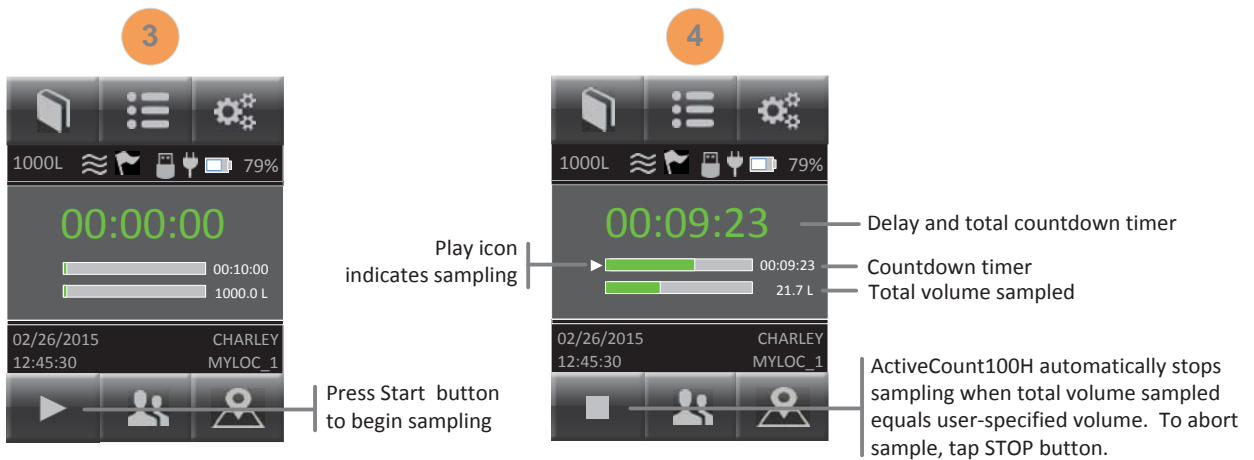 3
1000L 79%
00:00:00
00:10:00
1000.0 L
02/26/2015 CHARLEY
12:45:30 MYLOC_1
Press Start button
to begin sampling
4
1000L 79%
00:09:23
Delay and total countdown timer
Play icon
indicates sampling
00:09:23
Countdown timer
21.7 L
Total volume sampled
02/26/2015 CHARLEY
12:45:30 MYLOC_1
ActiveCount100H automatically stops
sampling when total volume sampled
equals user-specified volume. To abort
sample, tap STOP button.